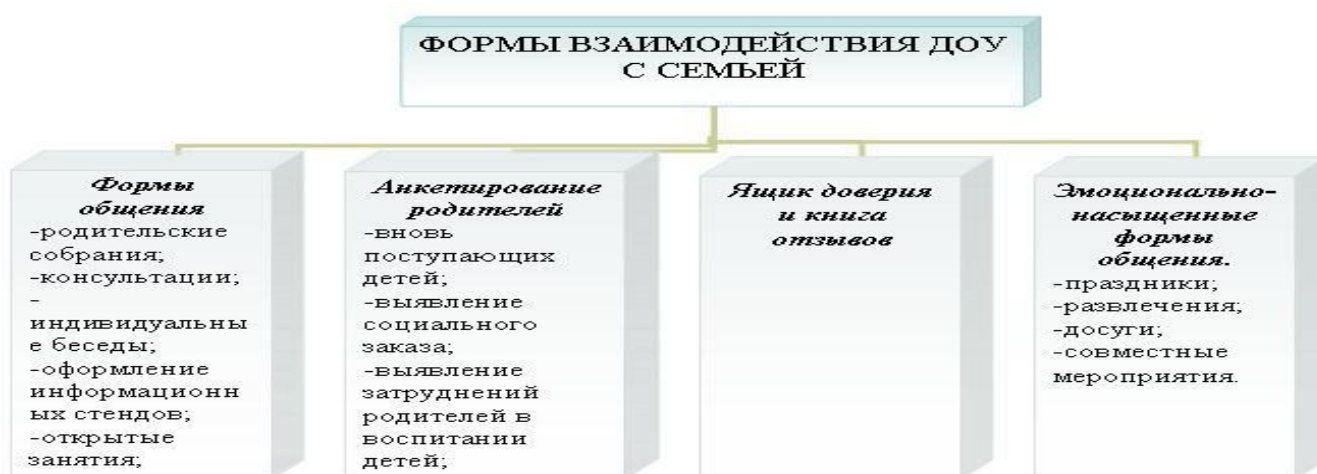 ФОРМЫ ВЗАИМОДЕЙСТВИЯ ДОУ
С СЕМЬЕЙ
Формы
общения
-родительские
собрания;
-консультации;
-
индивидуальны
е беседы;
-оформление
информационн
ых стендов;
-открытые
занятия;
Анкетирование
родителей
-вновь
поступающих
детей;
-выявление
социального
заказа;
-выявление
затруднений
родителей в
воспитании
детей;
Ящик доверия
и книга
отзывов
Эмоционально-
насыщенные
формы
общения.
-праздники;
-развлечения;
-досуги;
-совместные
мероприятия.